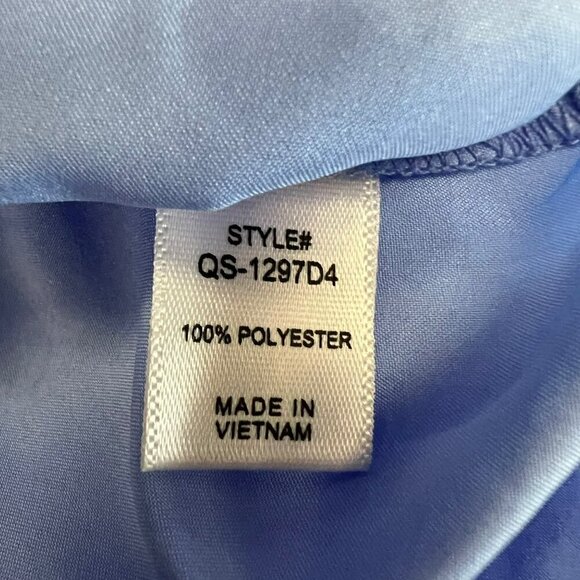 STYLE#
QS-1297D4
100% POLYESTER
MADE IN
VIETNAM